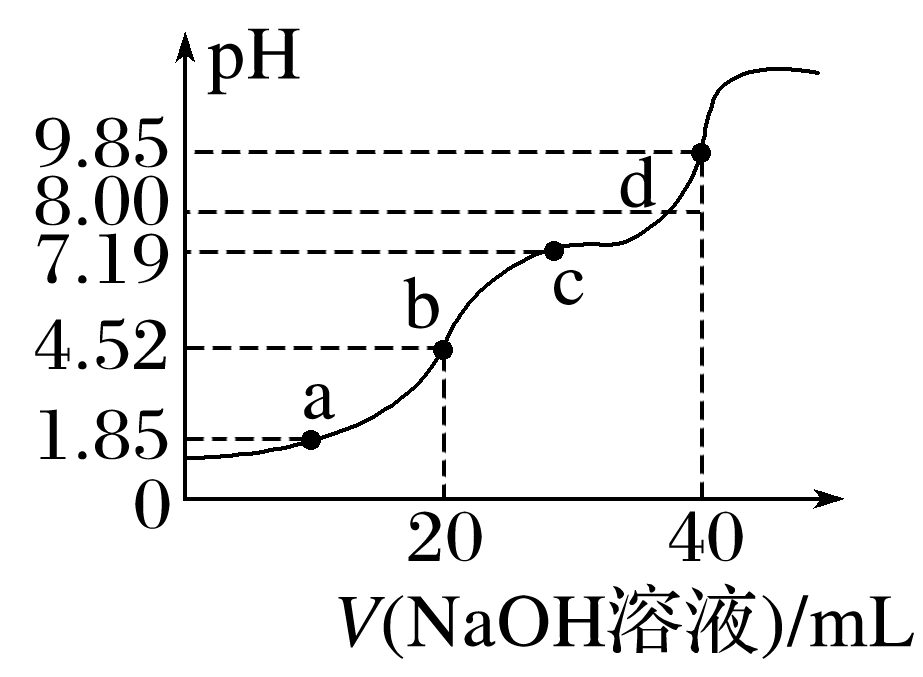 pH
9.85
8.00
7.19
4.52
1.85
0
a
b
c
d
20
40
V(NaOH溶液)/mL